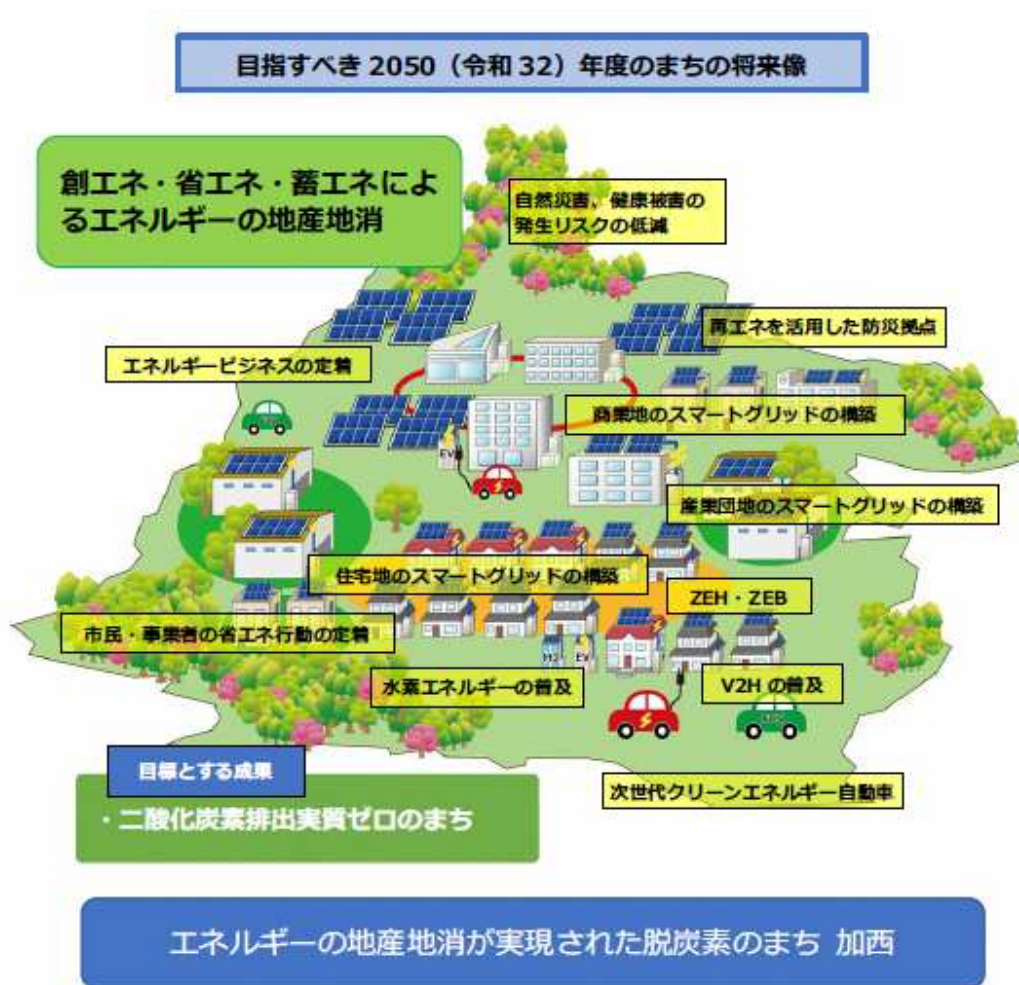 目指すべき 2050（令和 32）年度のまちの将来像
創エネ・省エネ・蓄エネによ
るエネルギーの地産地消
自然災害、健康被害の
発生リスクの低減
再エネを活用した防災拠点
エネルギービジネスの定着
商業地のスマートグリッドの構築
EV
産業団地のスマートグリッドの構築
住宅地のスマートグリッドの構築
ZEH・ZEB
市民・事業者の省エネ行動の定着
H2
EV
水素エネルギーの普及
V2H の普及
目標とする成果
次世代クリーンエネルギー自動車
・二酸化炭素排出実質ゼロのまち
エネルギーの地産地消が実現された脱炭素のまち 加西